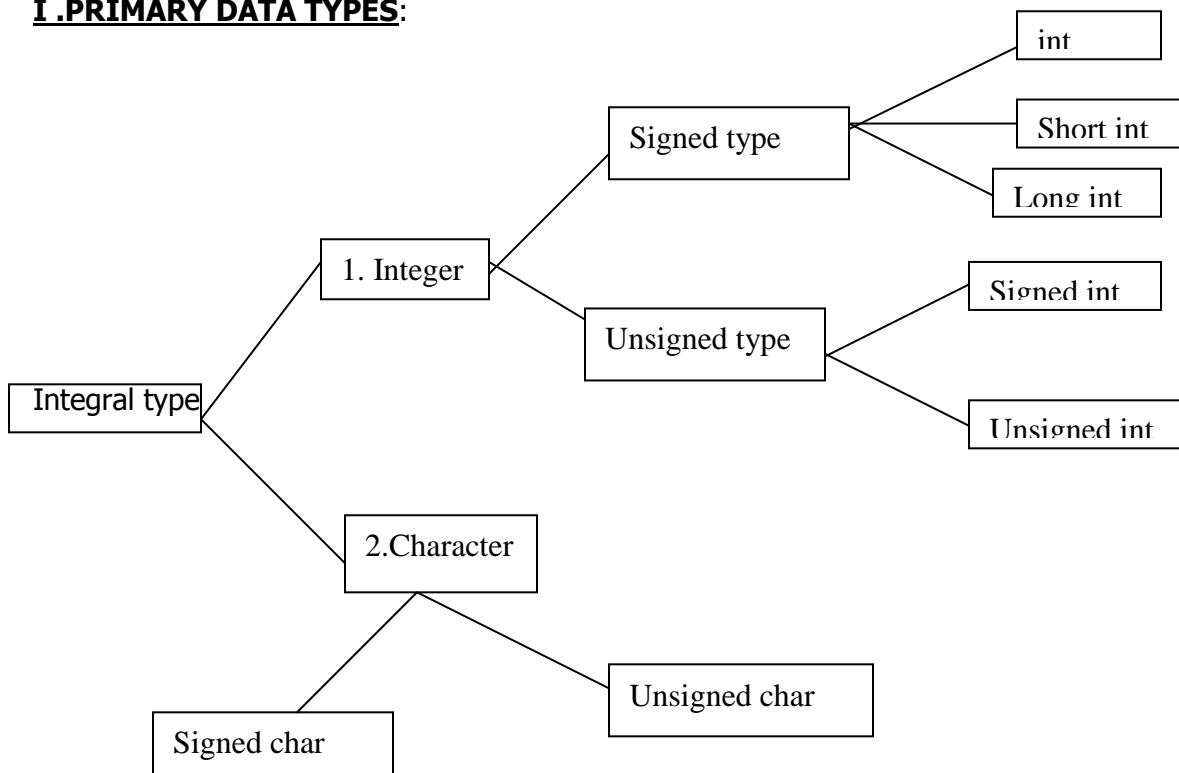 I .PRIMARY DATA TYPES:
int
Signed type
Short int
Long int
1. Integer
Signed int
Unsigned type
Integral type
Unsigned int
2.Character
Unsigned char
Signed char